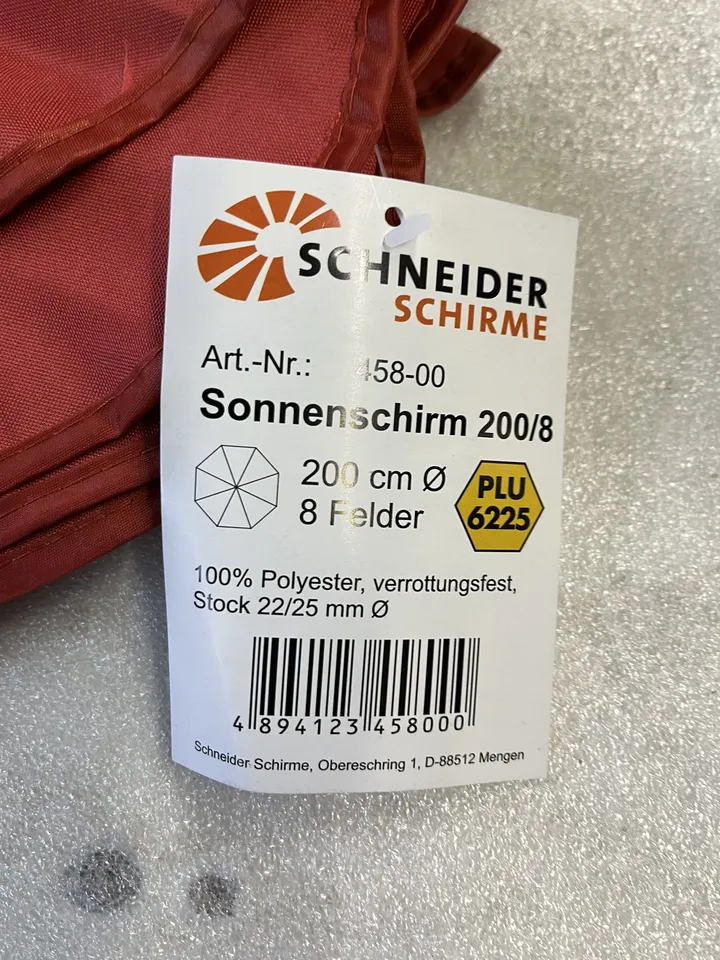 SCHNEIDER
SCHIRME
Art.-Nr.: 458-00
Sonnenschirm 200/8
200 cm Ø
8 Felder
PLU
6225
100% Polyester, verrottungsfest,
Stock 22/25 mm Ø
4 894123 458000
Schneider Schirme, Obereschring 1, D-88512 Mengen